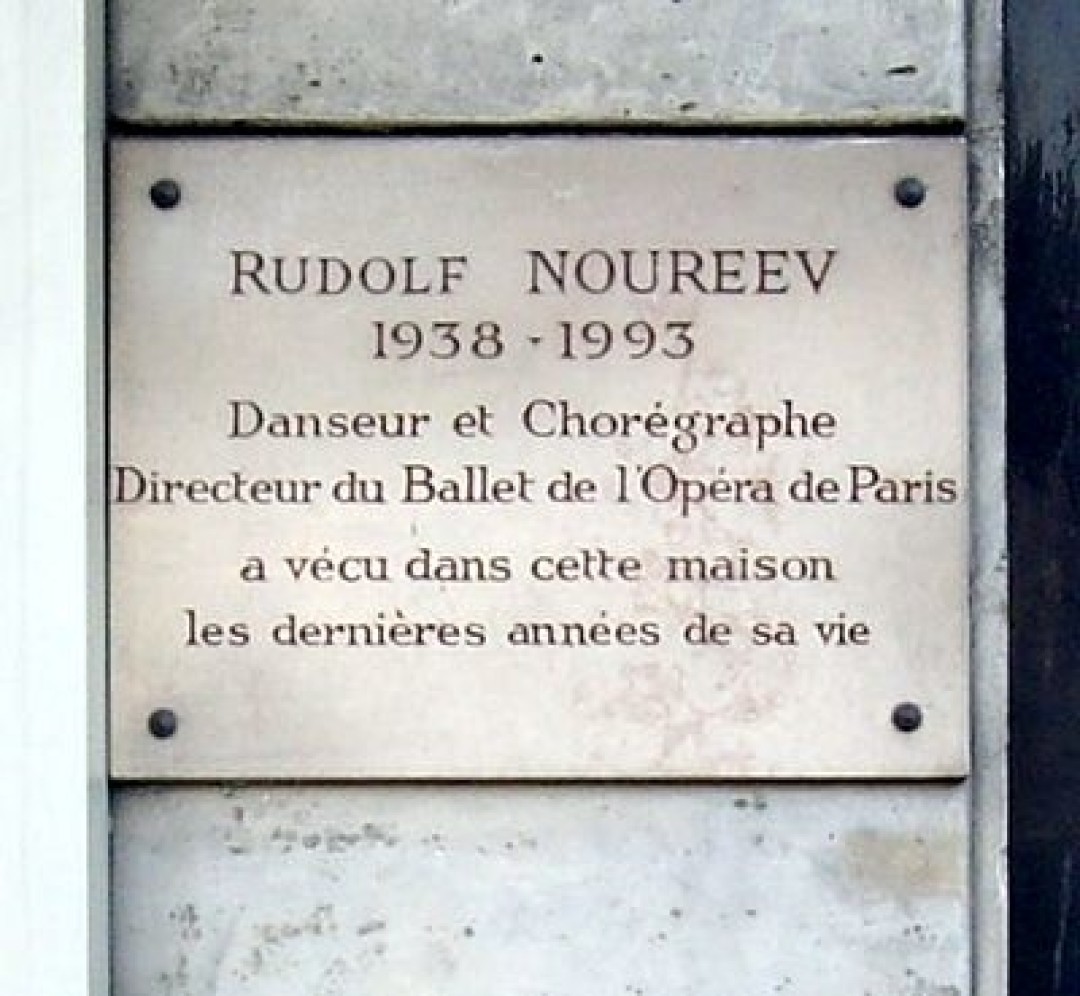 RUDOLF NOUREEV
1938 - 1993
Danseur et Chorégraphe
Directeur du Ballet de l'Opéra de Paris
a vécu dans cette maison
les dernières années de sa vie